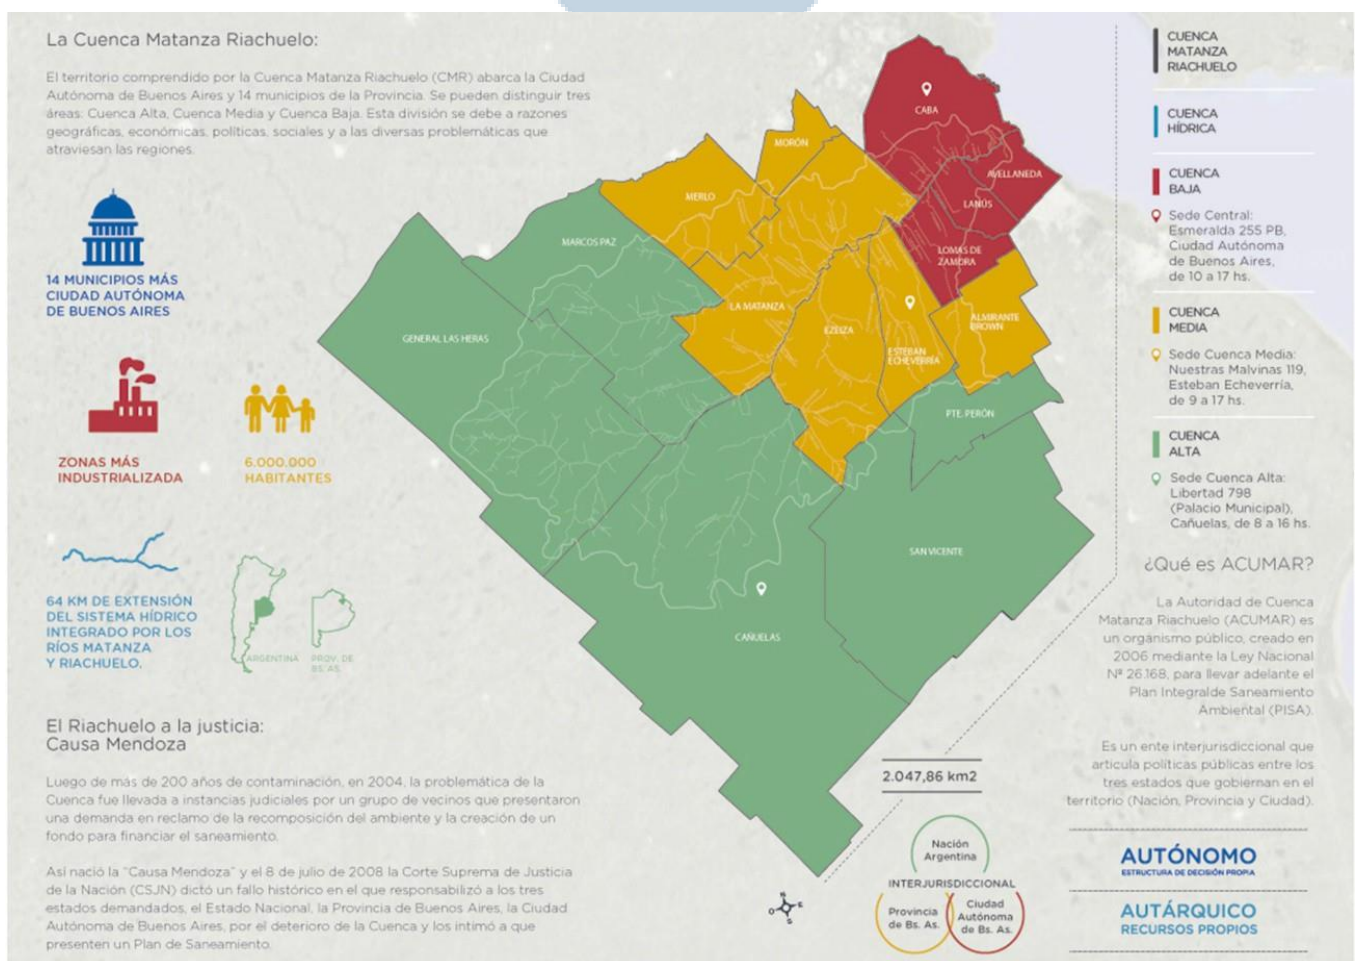 La Cuenca Matanza Riachuelo:
El territorio comprendido por la Cuenca Matanza Riachuelo (CMR) abarca la Ciudad
Autónoma de Buenos Aires y 14 municipios de la Provincia. Se pueden distinguir tres
áreas: Cuenca Alta, Cuenca Media y Cuenca Baja. Esta división se debe a razones
geográficas, económicas, políticas, sociales y a las diversas problemáticas que
atraviesan las regiones.
14 MUNICIPIOS MÁS
CIUDAD AUTÓNOMA
DE BUENOS AIRES
ZONAS MÁS
INDUSTRIALIZADA
6.000.000
HABITANTES
64 KM DE EXTENSIÓN
DEL SISTEMA HÍDRICO
INTEGRADO POR LOS
RÍOS MATANZA
Y RIACHUELO.
ARGENTINA
PROV. DE
BS. AS.
El Riachuelo a la justicia:
Causa Mendoza
Luego de más de 200 años de contaminación, en 2004, la problemática de la
Cuenca fue llevada a instancias judiciales por un grupo de vecinos que presentaron
una demanda en reclamo de la recomposición del ambiente y la creación de un
fondo para financiar el saneamiento.
Así nació la "Causa Mendoza" y el 8 de julio de 2008 la Corte Suprema de Justicia
de la Nación (CSJN) dictó un fallo histórico en el que responsabilizó a los tres
estados demandados, el Estado Nacional, la Provincia de Buenos Aires, la Ciudad
Autónoma de Buenos Aires, por el deterioro de la Cuenca y los intimó a que
presenten un Plan de Saneamiento.
CABA
MORÓN
AVELLANEDA
MERLO
LANÚS
MARCOS PAZ
LOMAS DE
ZAMORA
LA MATANZA
ALMIRANTE
BROWN
EZEIZA
GENERAL LAS HERAS
ESTEBAN
ECHEVERRÍA
PTE. PERÓN
SAN VICENTE
CAÑUELAS
2.047,86 km2
Nación
Argentina
INTERJURISDICCIONAL
Provincia
de Bs. As.
Ciudad
Autónoma
de Bs. As.
E
O
S
CUENCA
MATANZA
RIACHUELO
CUENCA
HÍDRICA
CUENCA
BAJA
Sede Central:
Esmeralda 255 PB,
Ciudad Autónoma
de Buenos Aires,
de 10 a 17 hs.
CUENCA
MEDIA
Sede Cuenca Media:
Nuestras Malvinas 119,
Esteban Echeverría,
de 9 a 17 hs.
CUENCA
ALTA
Sede Cuenca Alta:
Libertad 798
(Palacio Municipal),
Cañuelas, de 8 a 16 hs.
¿Qué es ACUMAR?
La Autoridad de Cuenca
Matanza Riachuelo (ACUMAR) es
un organismo público, creado en
2006 mediante la Ley Nacional
Nº 26.168, para llevar adelante el
Plan Integralde Saneamiento
Ambiental (PISA).
Es un ente interjurisdiccional que
articula políticas públicas entre los
tres estados que gobiernan en el
territorio (Nación, Provincia y Ciudad).
AUTÓNOMO
ESTRUCTURA DE DECISIÓN PROPIA
AUTÁRQUICO
RECURSOS PROPIOS